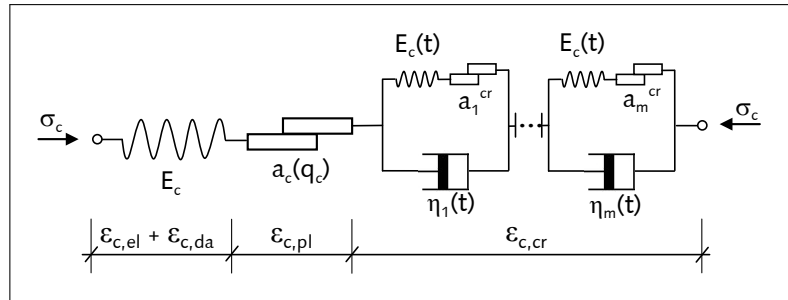 E_c(t) E_c(t)
a_1^cr a_m^cr
σ_c σ_c
E_c a_c(q_c)
η_1(t) η_m(t)
ε_c,el + ε_c,da ε_c,pl ε_c,cr